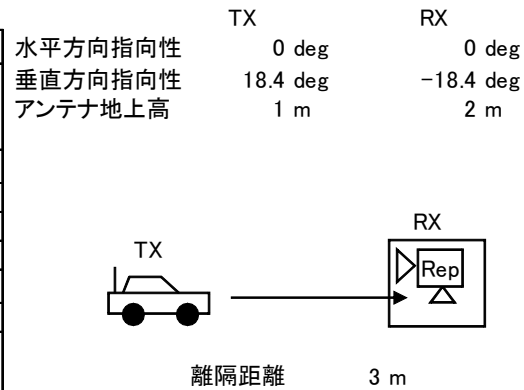 TX RX
水平方向指向性 0 deg 0 deg
垂直方向指向性 18.4 deg -18.4 deg
アンテナ地上高 1 m 2 m
RX
TX
Rep
離隔距離 3 m